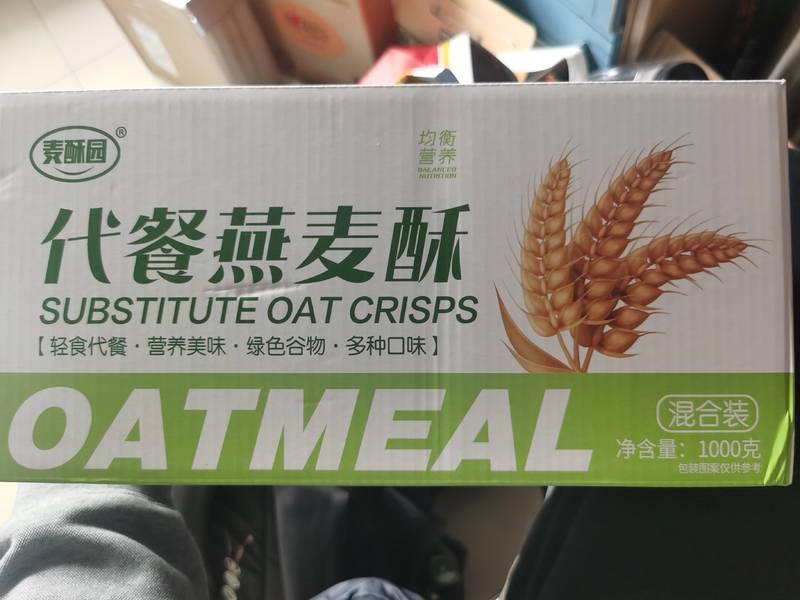 麦酥园®
均衡
营养
BALANCED
NUTRITION
代餐燕麦酥
SUBSTITUTE OAT CRISPS
【轻食代餐·营养美味·绿色谷物·多种口味】
OATMEAL
混合装
净含量：1000克
包装图案仅供参考